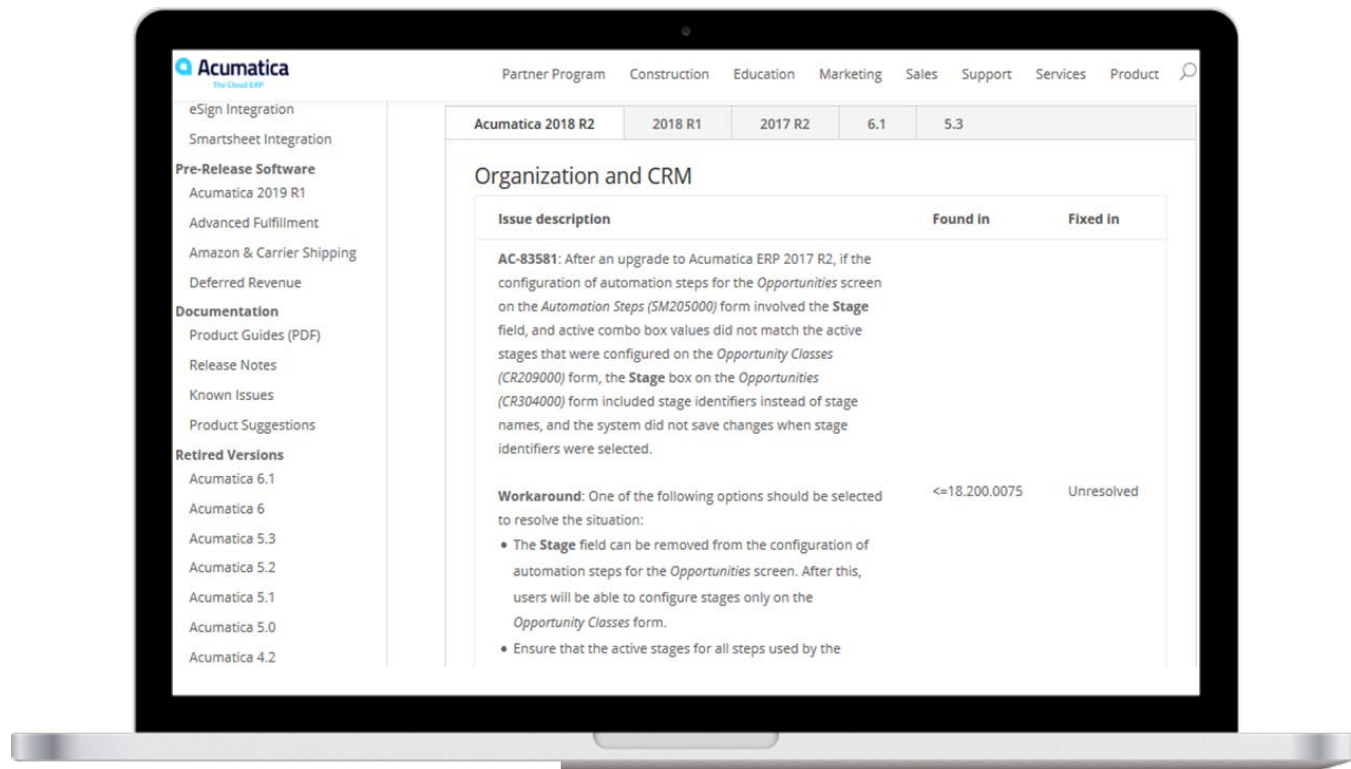 Acumatica
The Cloud ERP
Partner Program Construction Education Marketing Sales Support Services Product
eSign Integration
Smartsheet Integration
Pre-Release Software
Acumatica 2019 R1
Advanced Fulfillment
Amazon & Carrier Shipping
Deferred Revenue
Documentation
Product Guides (PDF)
Release Notes
Known Issues
Product Suggestions
Retired Versions
Acumatica 6.1
Acumatica 6
Acumatica 5.3
Acumatica 5.2
Acumatica 5.1
Acumatica 5.0
Acumatica 4.2
Acumatica 2018 R2 2018 R1 2017 R2 6.1 5.3
Organization and CRM
Issue description Found in Fixed in
AC-83581: After an upgrade to Acumatica ERP 2017 R2, if the
configuration of automation steps for the Opportunities screen
on the Automation Steps (SM205000) form involved the Stage
field, and active combo box values did not match the active
stages that were configured on the Opportunity Classes
(CR209000) form, the Stage box on the Opportunities
(CR304000) form included stage identifiers instead of stage
names, and the system did not save changes when stage
identifiers were selected.
Workaround: One of the following options should be selected
to resolve the situation:
• The Stage field can be removed from the configuration of
automation steps for the Opportunities screen. After this,
users will be able to configure stages only on the
Opportunity Classes form.
• Ensure that the active stages for all steps used by the
<=18.200.0075 Unresolved